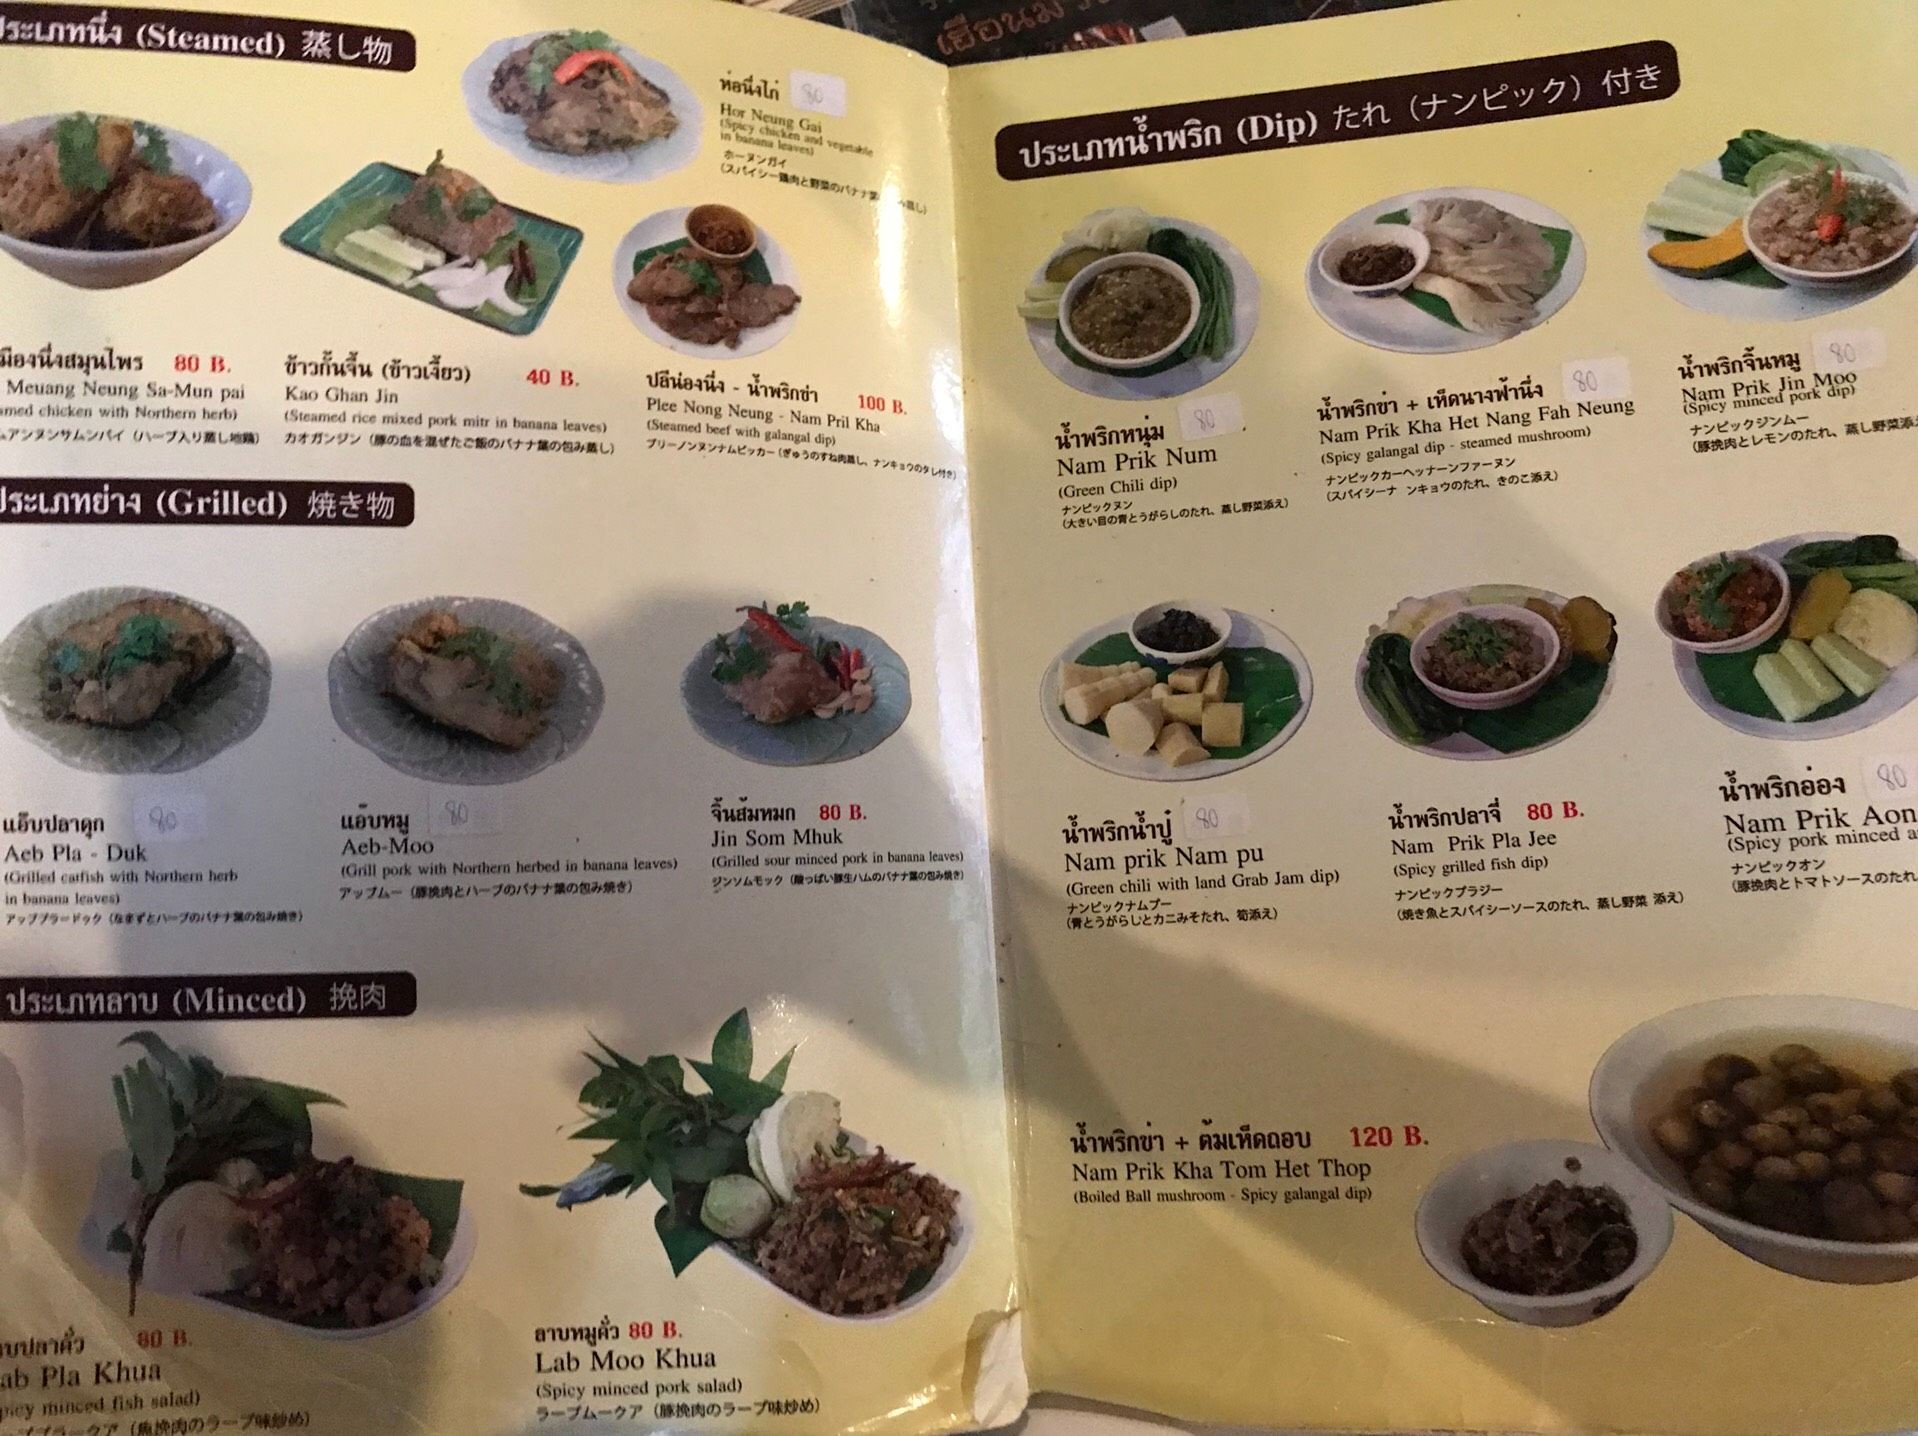 ประเภทนึ่ง (Steamed) 蒸し物
ห่อนึ่งไก่ 80
Hor Neung Gai
(Spicy chicken and vegetable
in banana leaves)
ホーヌンガイ
(スパイシー鶏肉と野菜のバナナ葉 し)
เมืองนึ่งสมุนไพร 80 B.
Meuang Neung Sa-Mun pai
chicken with Northern herb)
アンヌンサムンパイ (ハーブ入り蒸し地鶏)
ข้าวกั๊นจิ๊น (ข้าวเงี้ยว) 40 B.
Kao Ghan Jin
(Steamed rice mixed pork mitr in banana leaves)
カオガンジン (豚の血を混ぜたご飯のバナナ葉の包み蒸し)
ปลีน่องนึ่ง - น้ำพริกข่า 100 B.
Plee Nong Neung - Nam Pril Kha
(Steamed beef with galangal dip)
プリーノンヌンナムピッカー (ぎゅうのすね肉蒸し、ナンキョウのタレ付き)
ประเภทย่าง (Grilled) 焼き物
แอ๊บปลาดุก 80
Aeb Pla - Duk
(Grilled catfish with Northern herb
in banana leaves)
アッププラードゥック (なまずとハーブのバナナ葉の包み焼き)
แอ๊บหมู 80
Aeb-Moo
(Grill pork with Northern herbed in banana leaves)
アップムー (豚挽肉とハーブのバナナ葉の包み焼き)
จิ้นส้มหมก 80 B.
Jin Som Mhuk
(Grilled sour minced pork in banana leaves)
ジンソムモック (酸っぱい豚生ハムのバナナ葉の包み焼き)
ประเภทลาบ (Minced) 挽肉
ลาบปลาคั่ว 80 B.
Lab Pla Khua
(Spicy minced fish salad)
(魚挽肉のラープ味炒め)
ลาบหมูคั่ว 80 B.
Lab Moo Khua
(Spicy minced pork salad)
ラープムークア (豚挽肉のラープ味炒め)
เฮือน
ประเภทน้ำพริก (Dip) たれ (ナンピック) 付き
น้ำพริกหนุ่ม 80
Nam Prik Num
(Green Chili dip)
ナンピックヌン
(大きい目の青とうがらしのたれ、蒸し野菜添え)
น้ำพริกข่า + เห็ดนางฟ้านึ่ง 80
Nam Prik Kha Het Nang Fah Neung
(Spicy galangal dip - steamed mushroom)
ナンピックカーヘッナーンファーヌン
(スパイシーナ ンキョウのたれ、きのこ添え)
น้ำพริกจิ้นหมู 80
Nam Prik Jin Moo
(Spicy minced pork dip)
ナンピックジンムー
(豚挽肉とレモンのたれ、蒸し野菜添え
น้ำพริกน้ำปู๋ 80
Nam prik Nam pu
(Green chili with land Grab Jam dip)
ナンピックナムプー
(青とうがらしとカニみそたれ、筍添え)
น้ำพริกปลาจี่ 80 B.
Nam Prik Pla Jee
(Spicy grilled fish dip)
ナンピックプラジー
(焼き魚とスパイシーソースのたれ、蒸し野菜 添え)
น้ำพริกอ่อง 80
Nam Prik Aon
(Spicy pork minced a
ナンピックオン
(豚挽肉とトマトソースのたれ
น้ำพริกข่า + ต้มเห็ดถอบ 120 B.
Nam Prik Kha Tom Het Thop
(Boiled Ball mushroom - Spicy galangal dip)